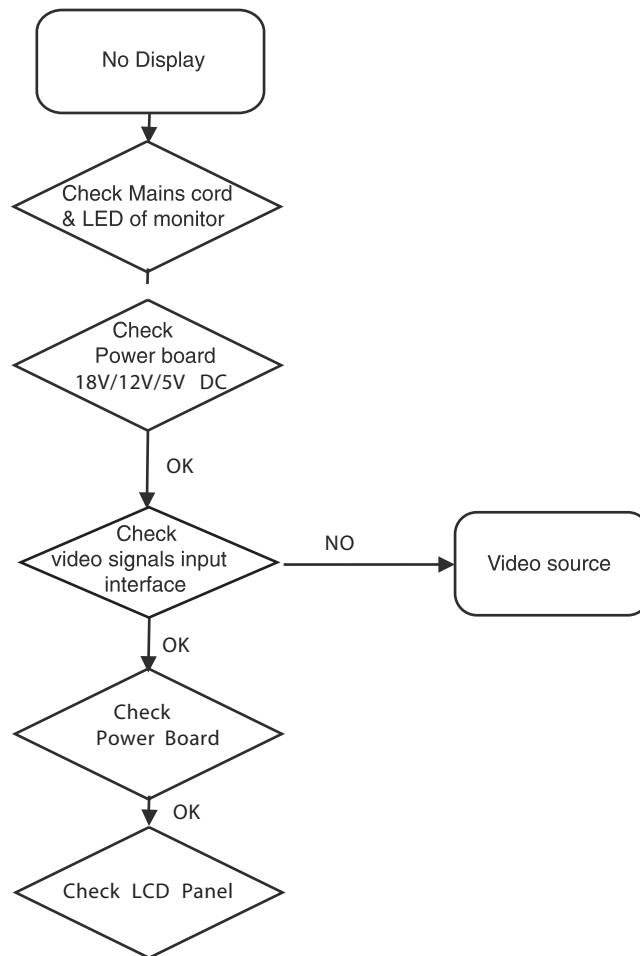 No Display
Check Mains cord
& LED of monitor
Check
Power board
18V/12V/5V DC
OK
Check
video signals input
interface
NO
Video source
OK
Check
Power Board
OK
Check LCD Panel